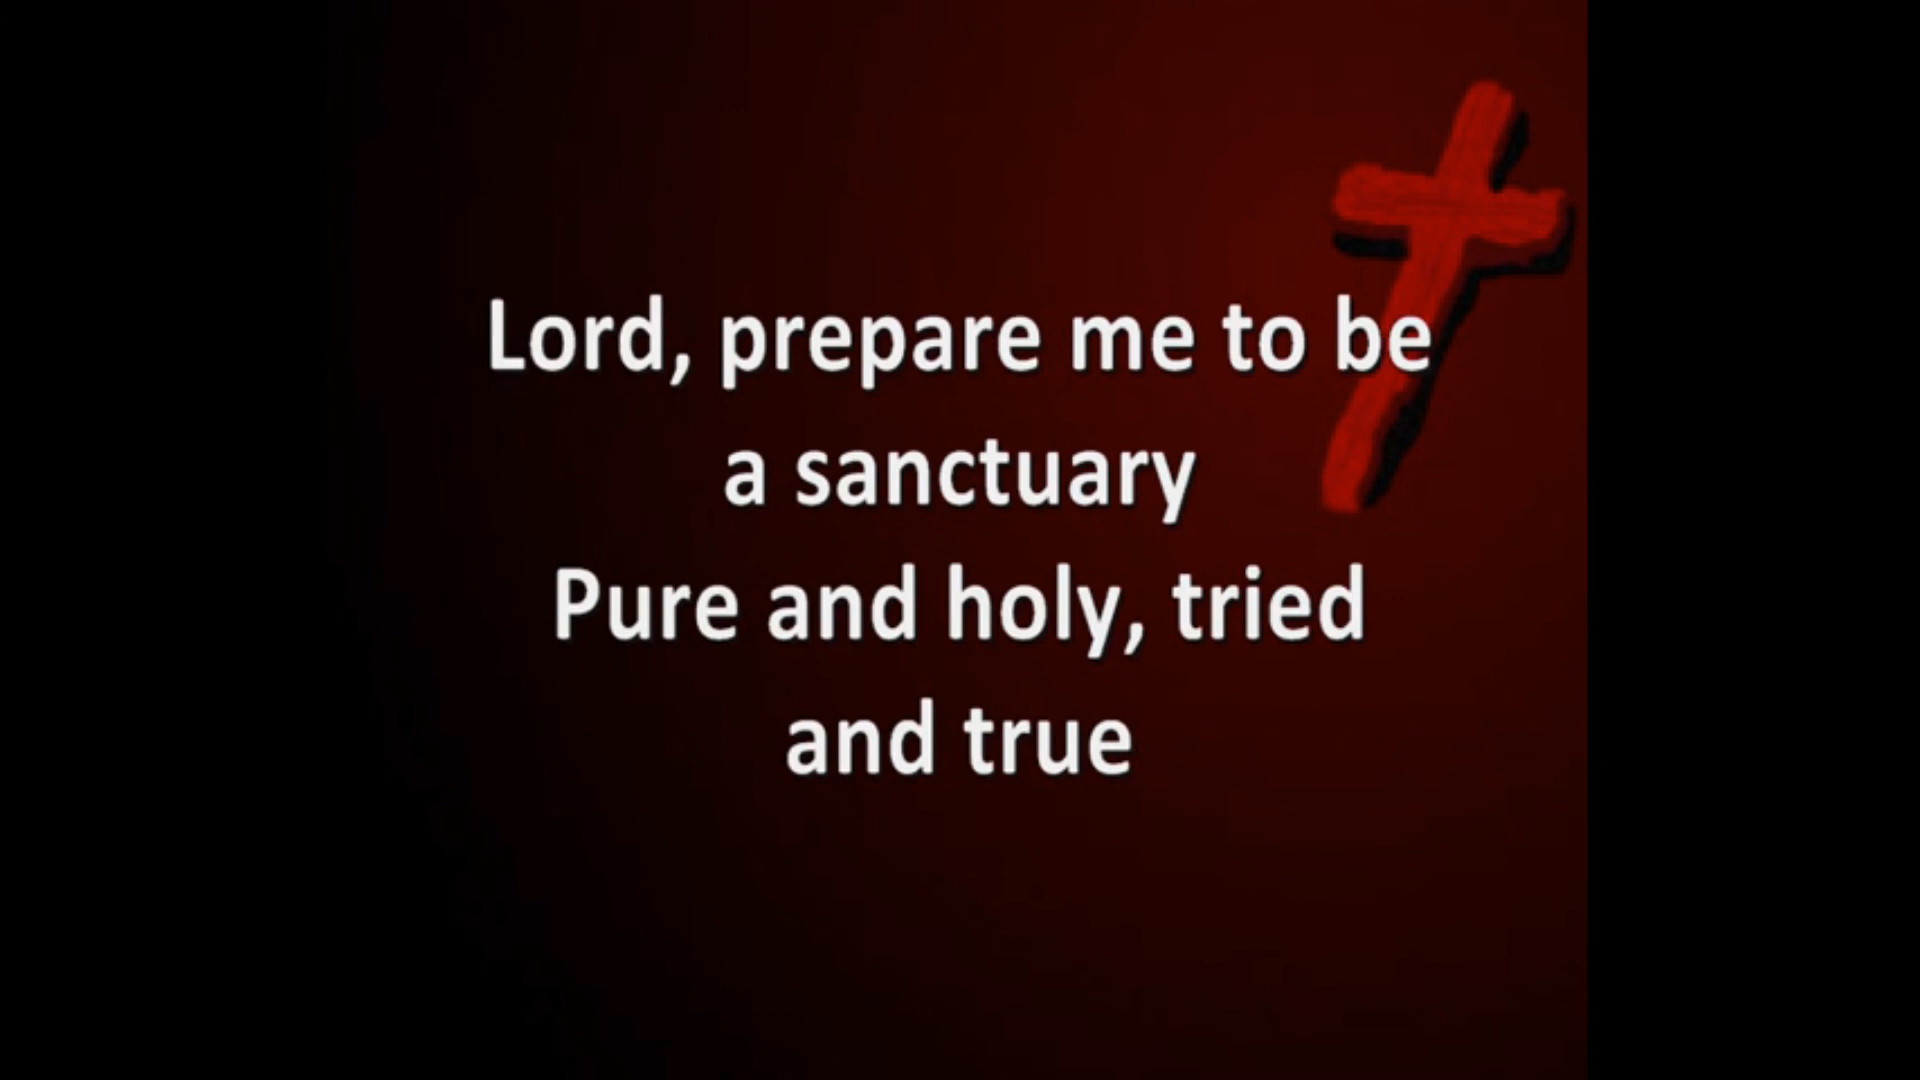 Lord, prepare me to be
a sanctuary
Pure and holy, tried
and true